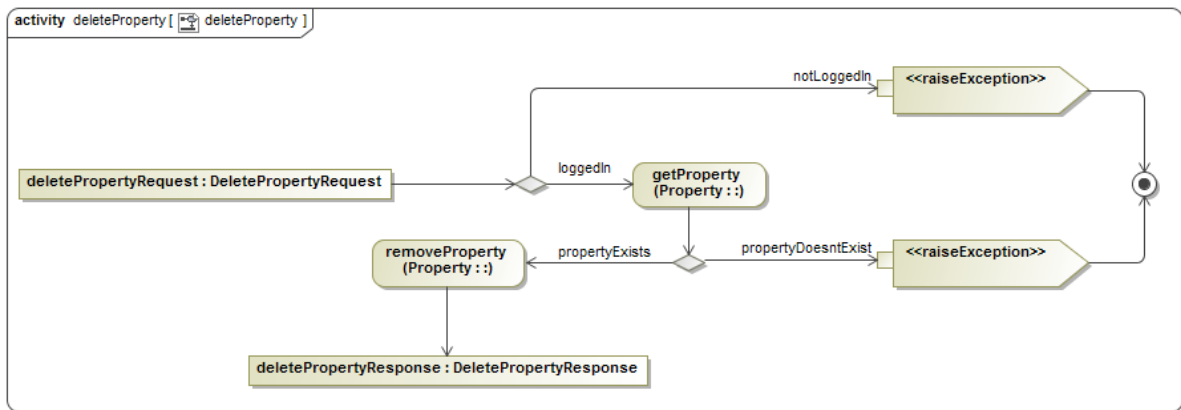 activity deleteProperty [ deleteProperty ]
notLoggedIn
<<raiseException>>
loggedIn
deletePropertyRequest : DeletePropertyRequest
getProperty
(Property : :)
propertyExists
propertyDoesntExist
<<raiseException>>
removeProperty
(Property : :)
deletePropertyResponse : DeletePropertyResponse